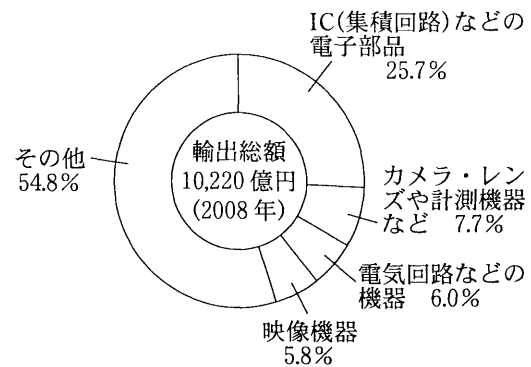 IC(集積回路)などの
電子部品
25.7%
輸出総額
10,220億円
(2008年)
その他
54.8%
カメラ・レン
ズや計測機器
など 7.7%
電気回路などの
機器 6.0%
映像機器
5.8%